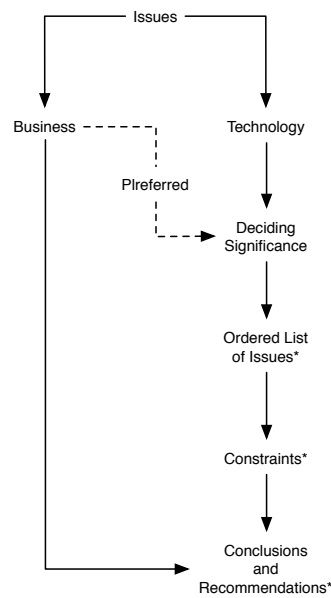 Issues
Business
Technology
Plreferred
Deciding
Significance
Ordered List
of Issues*
Constraints*
Conclusions
and
Recommendations*